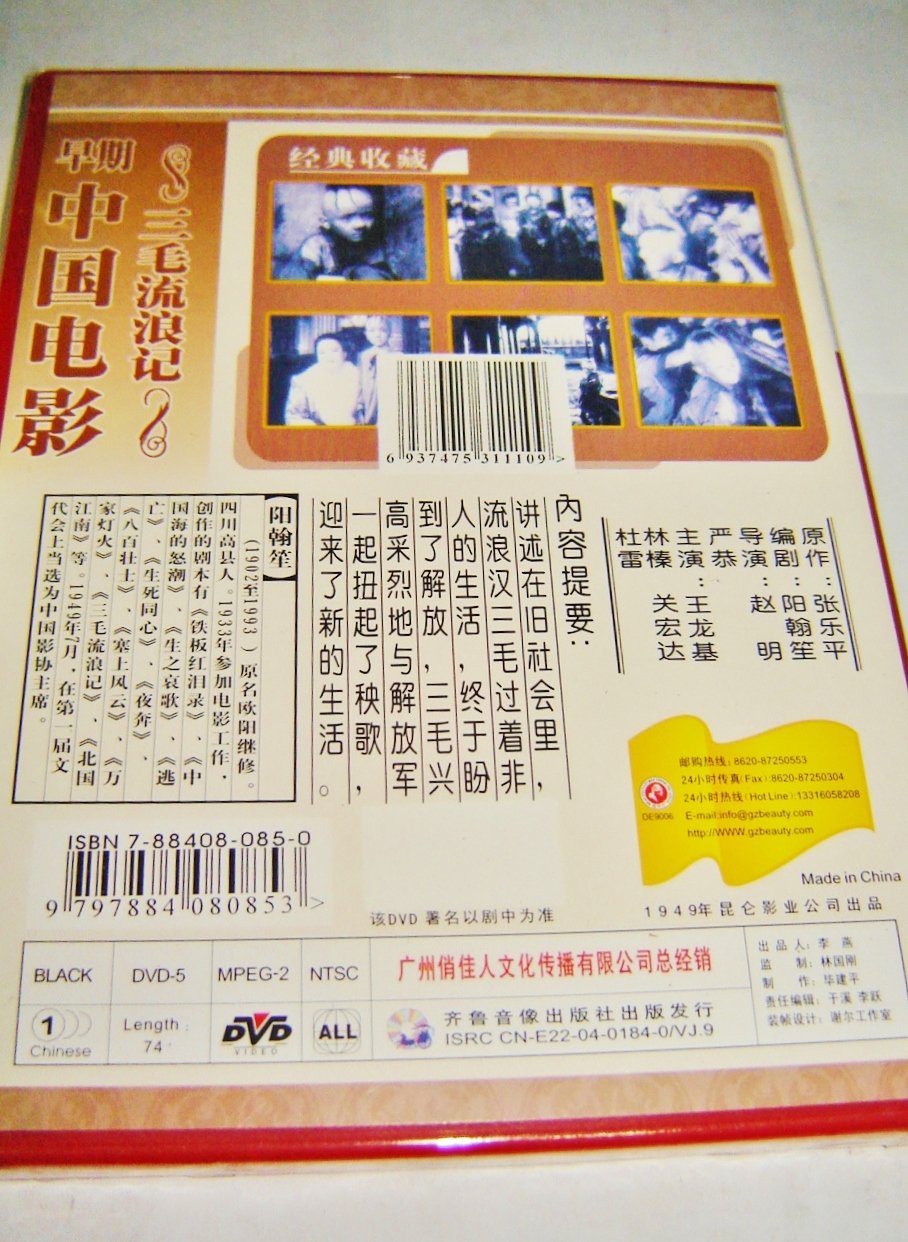 早期
中国电影
三毛流浪记
经典收藏
6 937475 311109 >
原作：张乐平
编剧：阳翰笙
导演：赵 明
严恭
主演：王龙基
林榛 关宏达
杜雷
內容提要：
讲述在旧社会里，
流浪汉三毛过着非
人的生活，终于盼
到了解放，三毛兴
高采烈地与解放军
一起扭起了秧歌，
迎来了新的生活。
阳翰笙
（1902至1993）原名欧阳继修。
四川高县人。1933年参加电影工作，
创作的剧本有《铁板红泪录》、《中
国海的怒潮》、《生之哀歌》、《逃
亡》、《生死同心》、《夜奔》、
《八百壮士》、《塞上风云》、《万
家灯火》、《三毛流浪记》、《北国
江南》等。1949年7月，在第一届文
代会上当选为中国影协主席。
邮购热线：8620-87250553
24小时传真(Fax):8620-87250304
24小时热线(Hot Line):13316058208
E-mail:info@gzbeauty.com
http://WWW.gzbeauty.com
DE9006
Made in China
1949年昆仑影业公司出品
ISBN 7-88408-085-0
9 797884 080853 >
该DVD 署名以剧中为准
BLACK
DVD-5
MPEG-2
NTSC
广州俏佳人文化传播有限公司总经销
1
Chinese
Length :
74'
DVD
VIDEO
ALL
齐鲁音像出版社出版发行
ISRC CN-E22-04-0184-0/VJ.9
出品人：李 燕
监 制：林国刚
制 作：毕建平
责任编辑：于溪 李跃
装帧设计：谢尔工作室